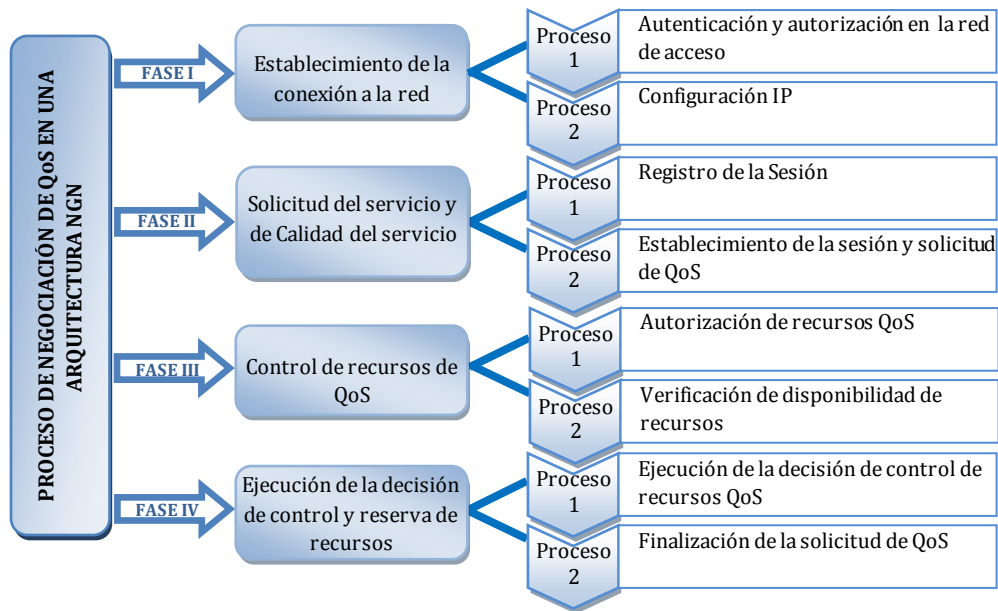 PROCESO DE NEGOCIACIÓN DE QoS EN UNA
ARQUITECTURA NGN
FASE I
Establecimiento de la
conexión a la red
Proceso
1
Autenticación y autorización en la red
de acceso
Proceso
2
Configuración IP
FASE II
Solicitud del servicio y
de Calidad del servicio
Proceso
1
Registro de la Sesión
Proceso
2
Establecimiento de la sesión y solicitud
de QoS
FASE III
Control de recursos de
QoS
Proceso
1
Autorización de recursos QoS
Proceso
2
Verificación de disponibilidad de
recursos
FASE IV
Ejecución de la decisión
de control y reserva de
recursos
Proceso
1
Ejecución de la decisión de control de
recursos QoS
Proceso
2
Finalización de la solicitud de QoS